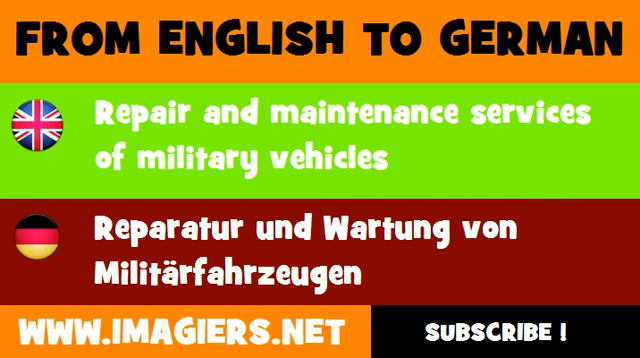 FROM ENGLISH TO GERMAN
Repair and maintenance services
of military vehicles
Reparatur und Wartung von
Militärfahrzeugen
WWW.IMAGIERS.NET
SUBSCRIBE !